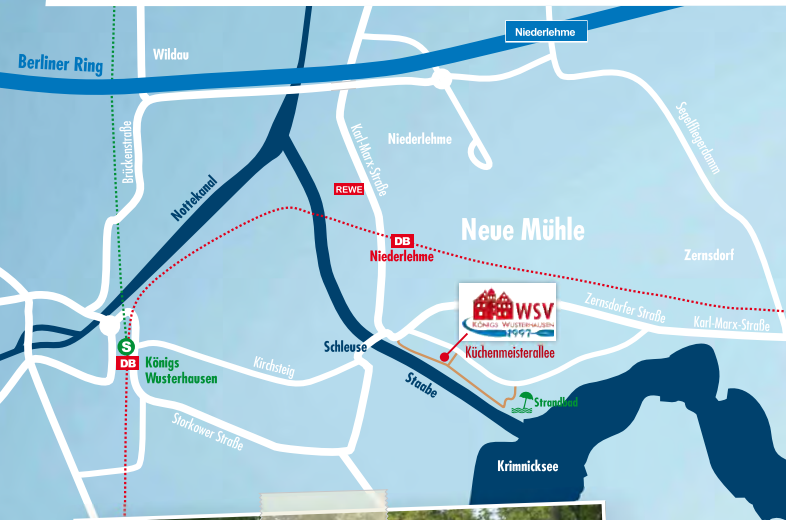 Niederlehme
Wildau
Berliner Ring
Brückenstraße
Karl-Marx-Straße
Niederlehme
Segelfliegerdamm
REWE
Nottekanal
Neue Mühle
DB
Niederlehme
Zernsdorf
WSV
KÖNIGS WUSTERHAUSEN
1997
Zernsdorfer Straße
Karl-Marx-Straße
S
DB
Königs
Wusterhausen
Schleuse
Küchenmeisterallee
Kirchsteig
Staabe
Strandbad
Storkower Straße
Krimnicksee